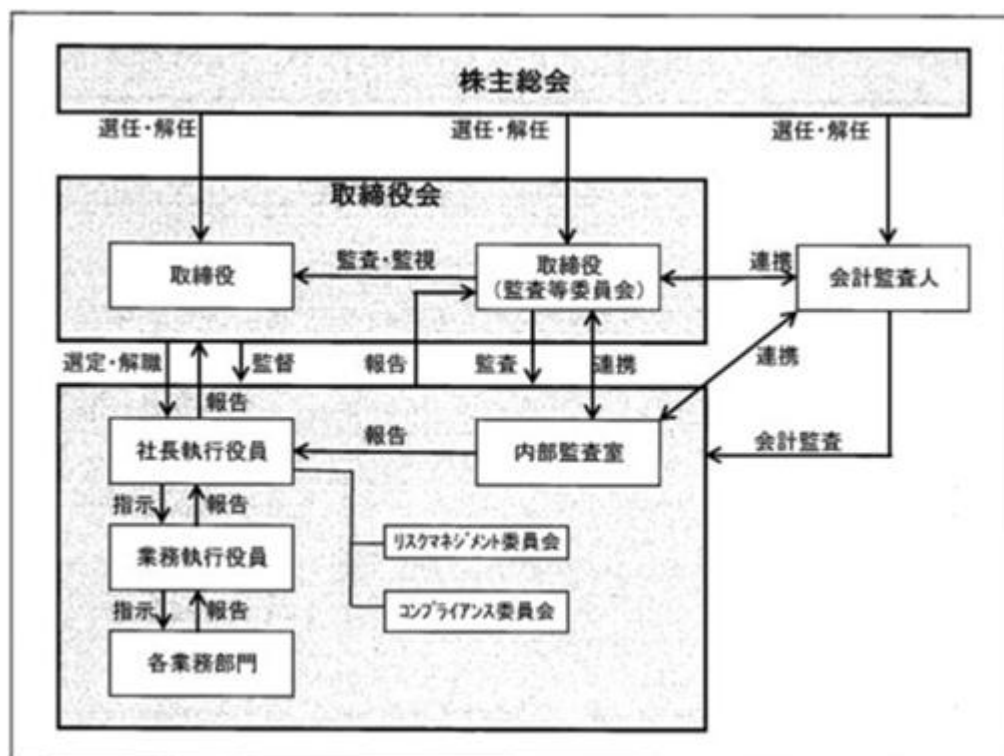 株主総会
選任・解任
選任・解任
選任・解任
取締役会
取締役
監査・監視
取締役
（監査等委員会）
連携
会計監査人
選定・解職
監督
報告
監査
連携
連携
報告
社長執行役員
報告
内部監査室
会計監査
指示
報告
業務執行役員
リスクマネジメント委員会
指示
報告
コンプライアンス委員会
各業務部門